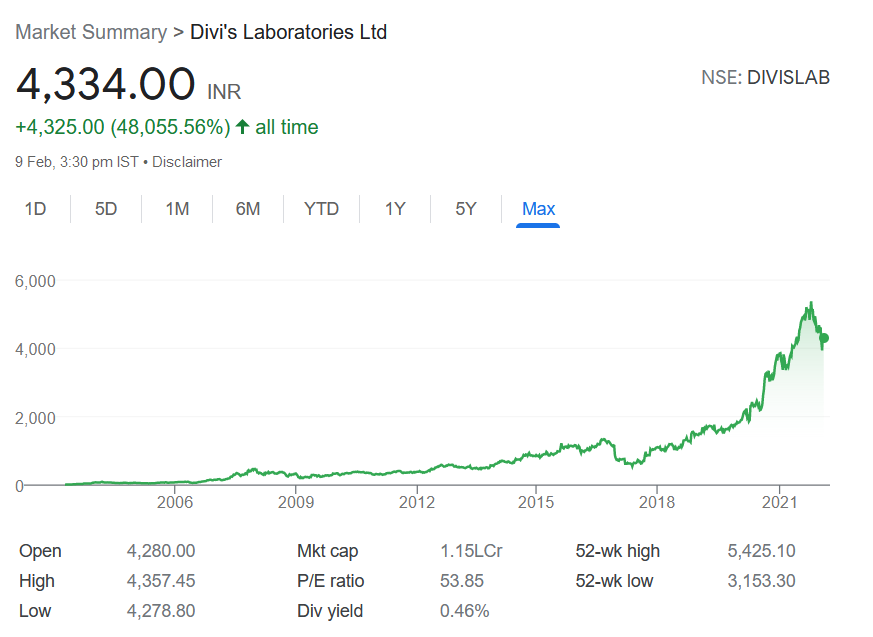 Market Summary > Divi's Laboratories Ltd
4,334.00 INR
NSE: DIVISLAB
+4,325.00 (48,055.56%) ↑ all time
9 Feb, 3:30 pm IST • Disclaimer
1D 5D 1M 6M YTD 1Y 5Y Max
6,000
4,000
2,000
0
2006 2009 2012 2015 2018 2021
Open 4,280.00 Mkt cap 1.15LCr 52-wk high 5,425.10
High 4,357.45 P/E ratio 53.85 52-wk low 3,153.30
Low 4,278.80 Div yield 0.46%